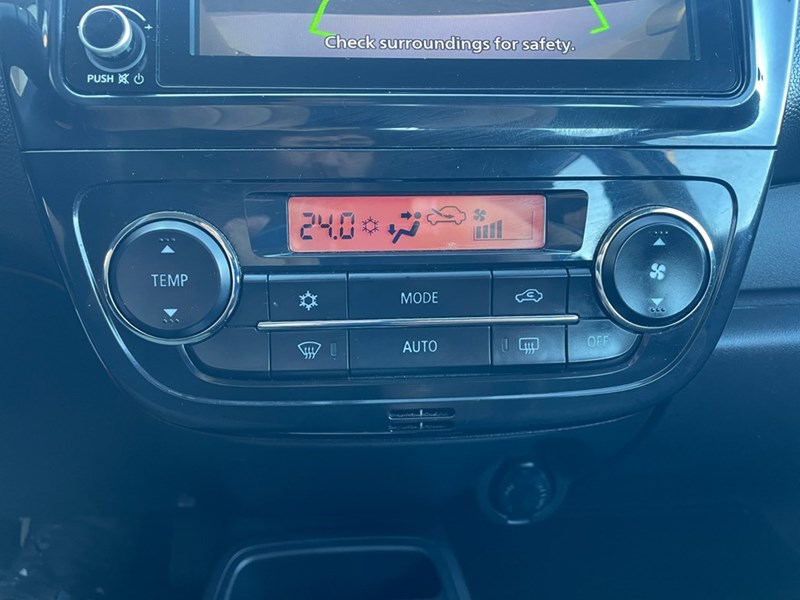 Check surroundings for safety.
PUSH
24.0
TEMP
MODE
AUTO
OFF